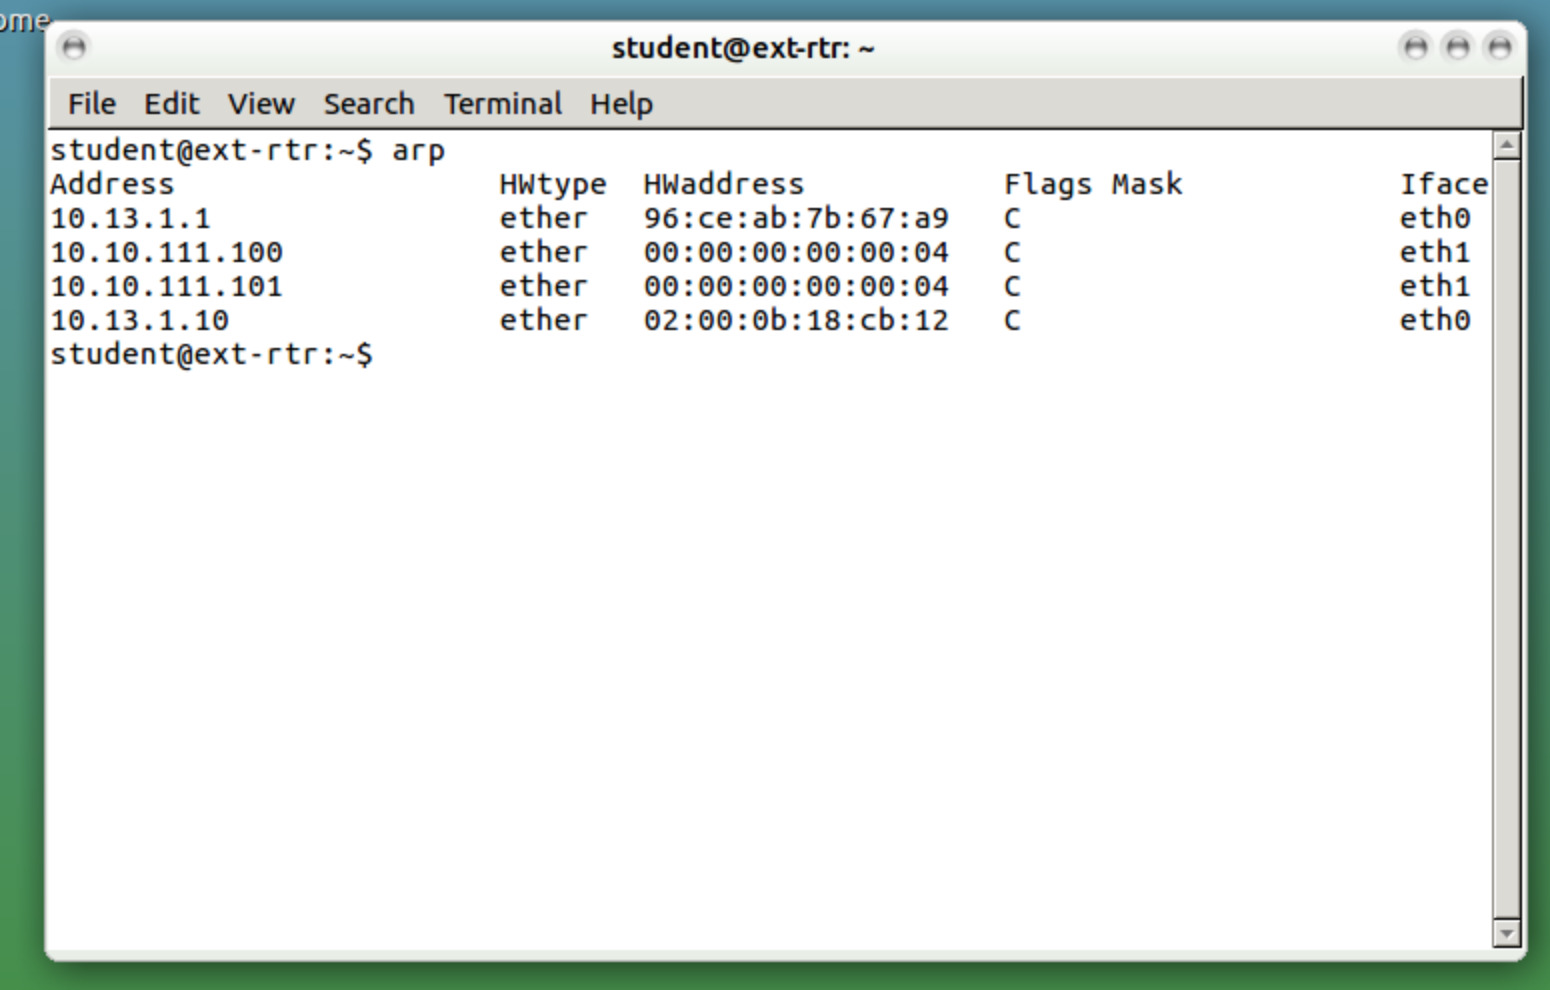 ome
student@ext-rtr: ~
File Edit View Search Terminal Help
student@ext-rtr:~$ arp
Address HWtype HWaddress Flags Mask Iface
10.13.1.1 ether 96:ce:ab:7b:67:a9 C eth0
10.10.111.100 ether 00:00:00:00:00:04 C eth1
10.10.111.101 ether 00:00:00:00:00:04 C eth1
10.13.1.10 ether 02:00:0b:18:cb:12 C eth0
student@ext-rtr:~$